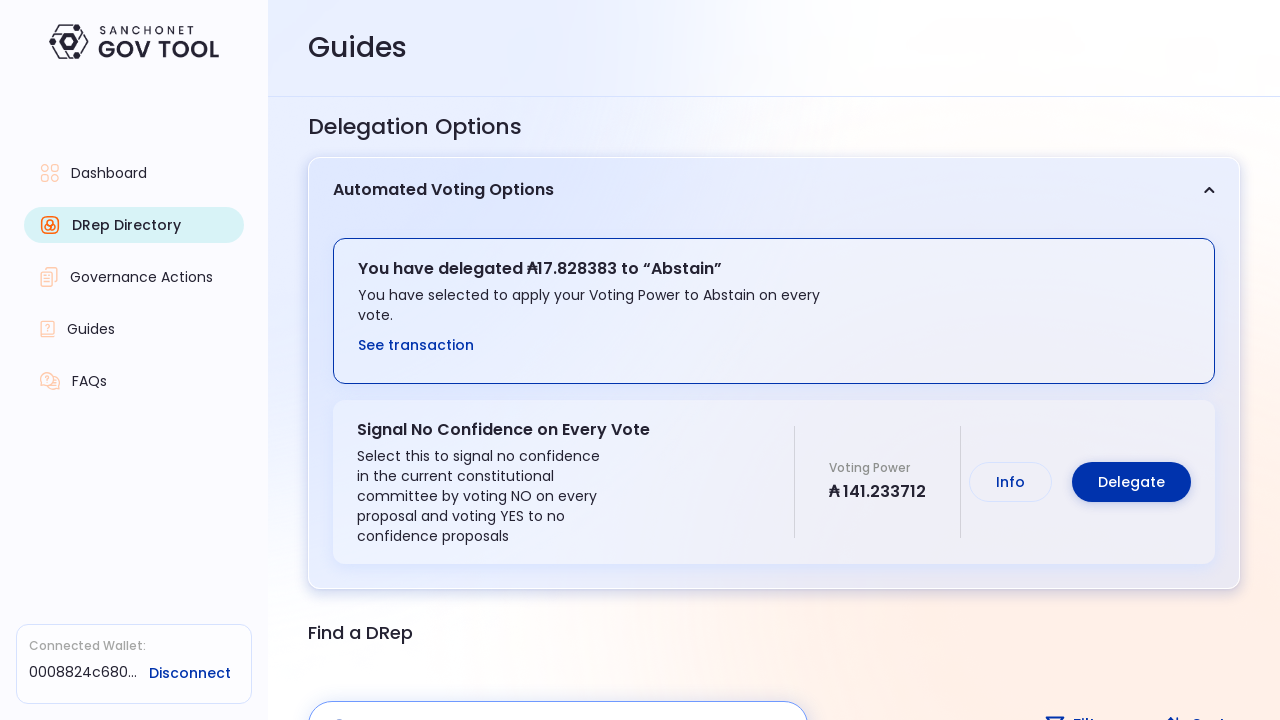 SANCHONET
GOV TOOL
Guides
Dashboard
DRep Directory
Governance Actions
Guides
FAQs
Connected Wallet:
0008824c680...
Disconnect
Delegation Options
Automated Voting Options
You have delegated ₳17.828383 to “Abstain”
You have selected to apply your Voting Power to Abstain on every
vote.
See transaction
Signal No Confidence on Every Vote
Select this to signal no confidence
in the current constitutional
committee by voting NO on every
proposal and voting YES to no
confidence proposals
Voting Power
₳ 141.233712
Info
Delegate
Find a DRep